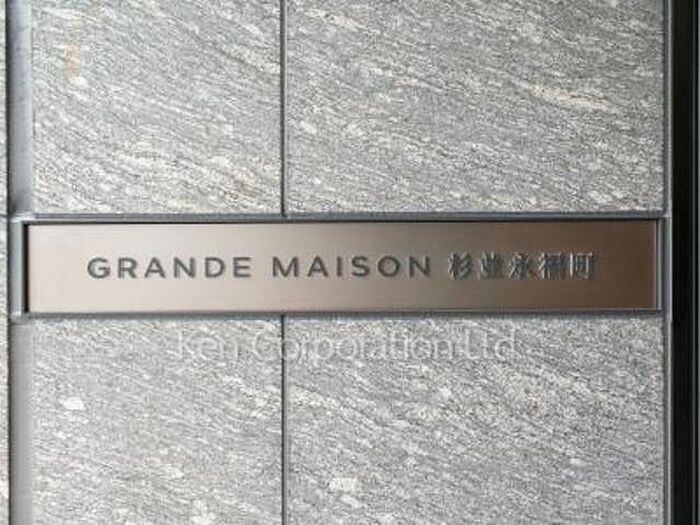 GRANDE MAISON 杉並永福町
Ken Corporation Ltd.